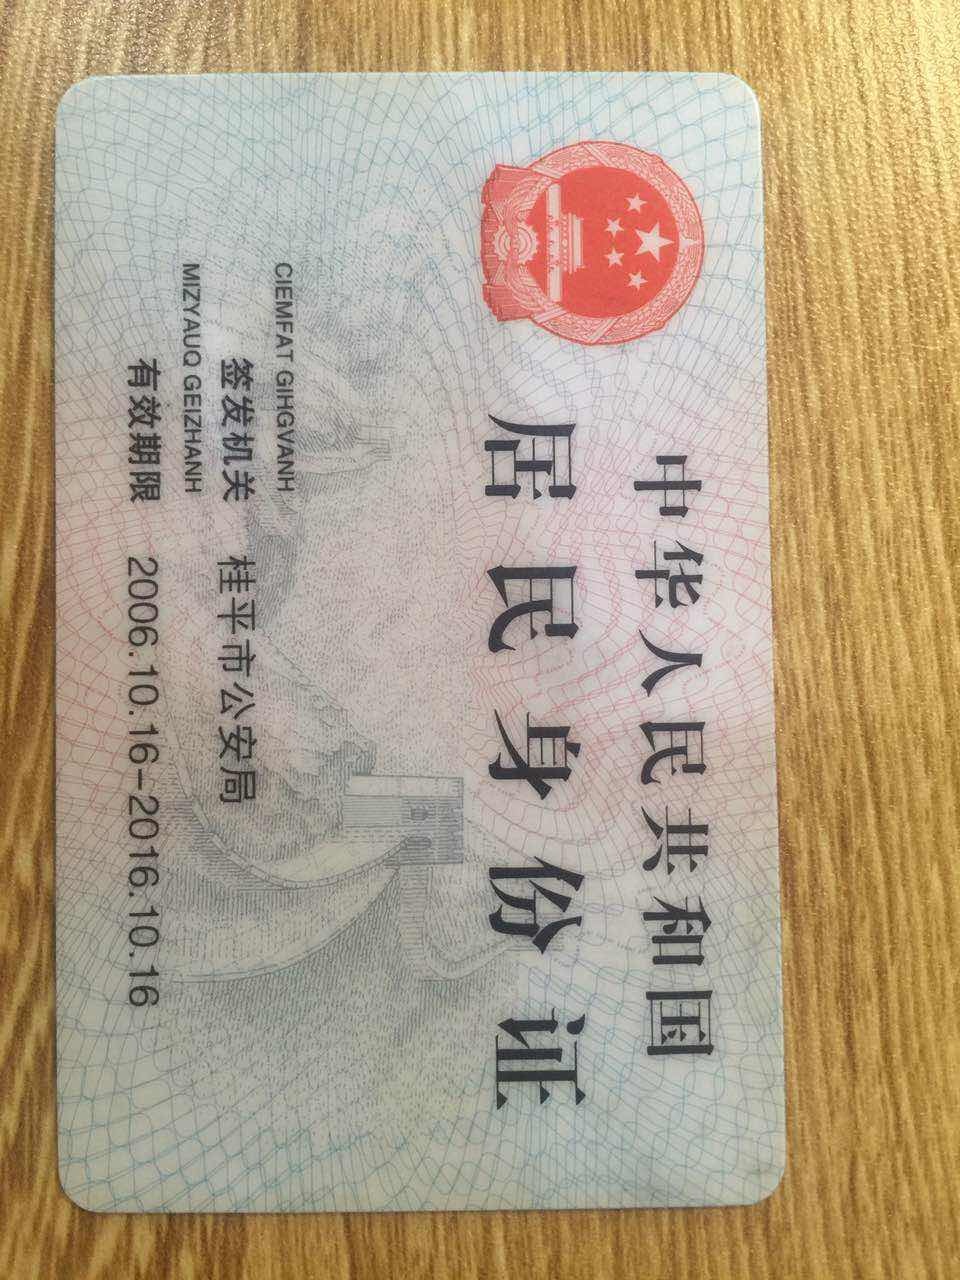 中华人民共和国
居民身份证
CIEMFAT GIHGVANH
签发机关 桂平市公安局
MIZYAUQ GEIZHANH
有效期限 2006.10.16-2016.10.16